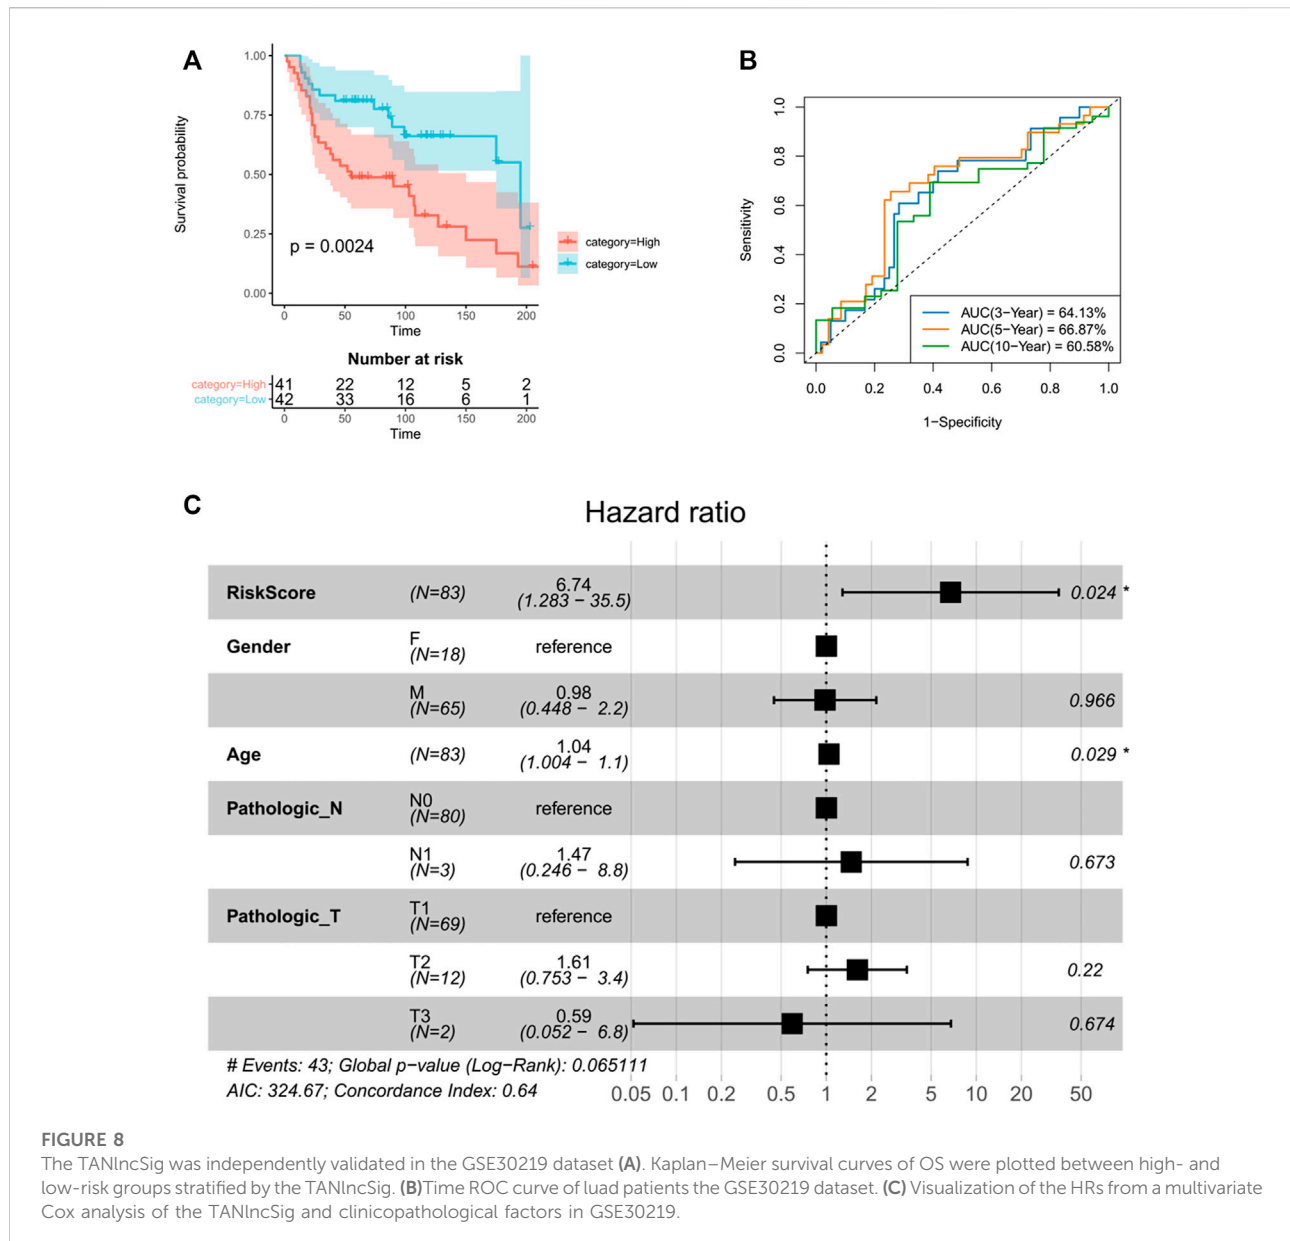 A
1.00
0.75
0.50
0.25
0.00
Survival probability
p = 0.0024
0 50 100 150 200
Time
category=High
category=Low
Number at risk
category=High 41 22 12 5 2
category=Low 42 33 16 6 1
0 50 100 150 200
Time
B
1.0
0.8
0.6
0.4
0.2
0.0
Sensitivity
AUC(3-Year) = 64.13%
AUC(5-Year) = 66.87%
AUC(10-Year) = 60.58%
0.0 0.2 0.4 0.6 0.8 1.0
1-Specificity
C
Hazard ratio
RiskScore (N=83) 6.74 (1.283 - 35.5) 0.024 *
Gender F (N=18) reference
M (N=65) 0.98 (0.448 - 2.2) 0.966
Age (N=83) 1.04 (1.004 - 1.1) 0.029 *
Pathologic_N N0 (N=80) reference
N1 (N=3) 1.47 (0.246 - 8.8) 0.673
Pathologic_T T1 (N=69) reference
T2 (N=12) 1.61 (0.753 - 3.4) 0.22
T3 (N=2) 0.59 (0.052 - 6.8) 0.674
# Events: 43; Global p-value (Log-Rank): 0.065111
AIC: 324.67; Concordance Index: 0.64
0.05 0.1 0.2 0.5 1 2 5 10 20 50
FIGURE 8
The TANlncSig was independently validated in the GSE30219 dataset (A). Kaplan–Meier survival curves of OS were plotted between high- and
low-risk groups stratified by the TANlncSig. (B)Time ROC curve of luad patients the GSE30219 dataset. (C) Visualization of the HRs from a multivariate
Cox analysis of the TANlncSig and clinicopathological factors in GSE30219.